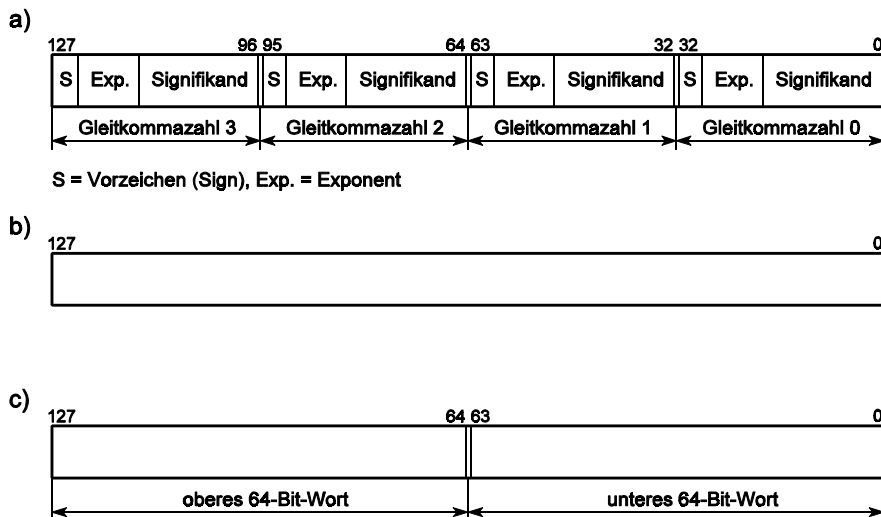 a)
127 96 95 64 63 32 32 0
S Exp. Signifikand S Exp. Signifikand S Exp. Signifikand S Exp. Signifikand
Gleitkommazahl 3 Gleitkommazahl 2 Gleitkommazahl 1 Gleitkommazahl 0
S = Vorzeichen (Sign), Exp. = Exponent
b)
127 0
c)
127 64 63 0
oberes 64-Bit-Wort unteres 64-Bit-Wort